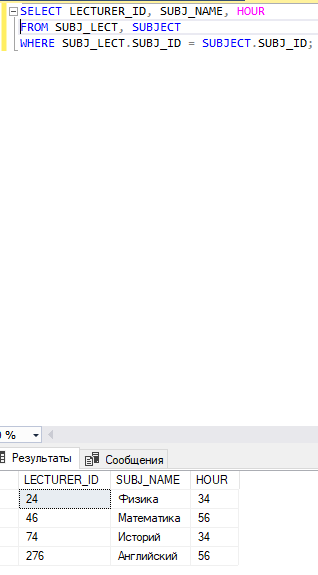 SELECT LECTURER_ID, SUBJ_NAME, HOUR
FROM SUBJ_LECT, SUBJECT
WHERE SUBJ_LECT.SUBJ_ID = SUBJECT.SUBJ_ID;
%
Результаты Сообщения
LECTURER_ID SUBJ_NAME HOUR
24 Физика 34
46 Математика 56
74 Историй 34
276 Английский 56